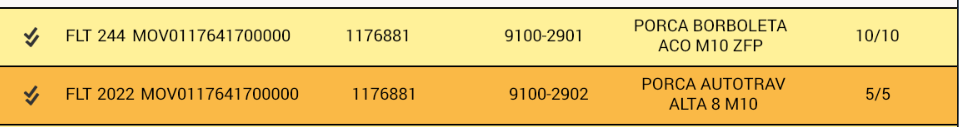 FLT 244 MOV0117641700000 1176881 9100-2901 PORCA BORBOLETA ACO M10 ZFP 10/10
FLT 2022 MOV0117641700000 1176881 9100-2902 PORCA AUTOTRAV ALTA 8 M10 5/5